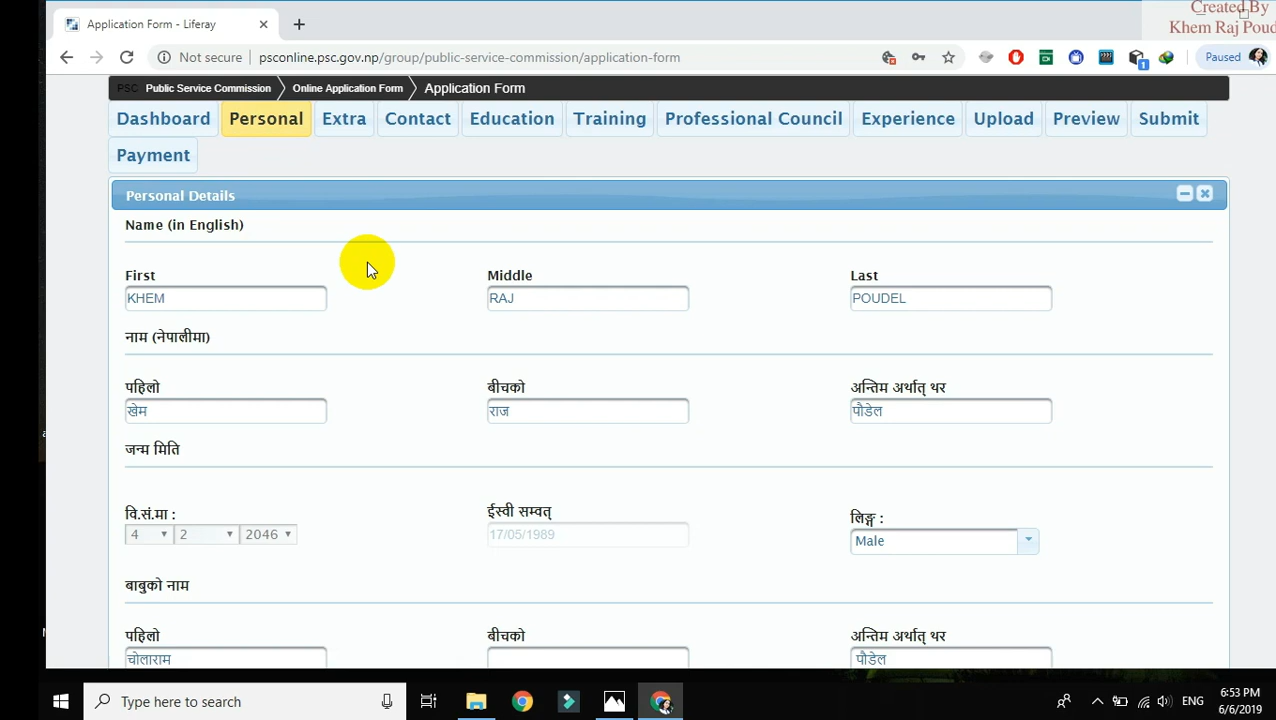 Application Form - Liferay
Created By
Khem Raj Poud
Not secure | psconline.psc.gov.np/group/public-service-commission/application-form
Paused
PSC Public Service Commission Online Application Form Application Form
Dashboard Personal Extra Contact Education Training Professional Council Experience Upload Preview Submit
Payment
Personal Details
Name (in English)
First Middle Last
KHEM RAJ POUDEL
नाम (नेपालीमा)
पहिलो बीचको अन्तिम अर्थात् थर
खेम राज पौडेल
जन्म मिति
वि.सं.मा : ईस्वी सम्वत् लिङ्ग :
4 2 2046 17/05/1989 Male
बाबुको नाम
पहिलो बीचको अन्तिम अर्थात् थर
चोलाराम पौडेल
Type here to search
ENG
6:53 PM
6/6/2019